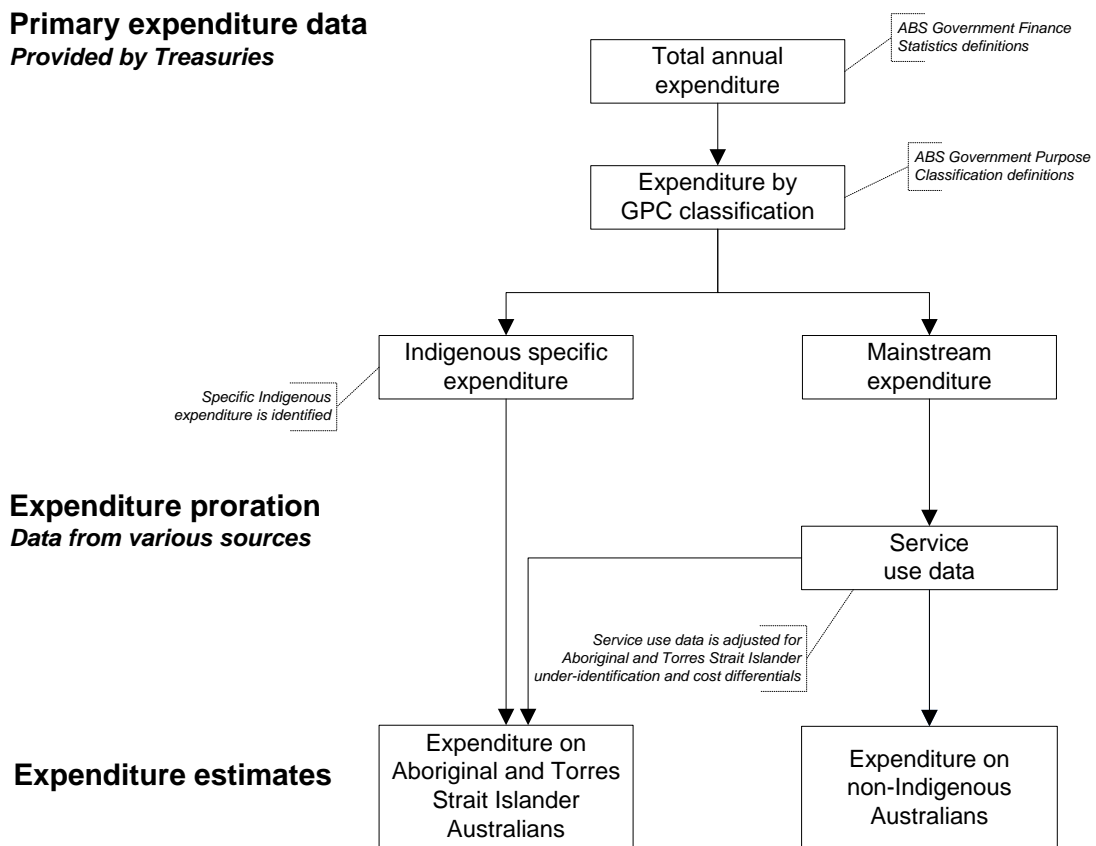 Primary expenditure data
Provided by Treasuries
Total annual
expenditure
ABS Government Finance
Statistics definitions
Expenditure by
GPC classification
ABS Government Purpose
Classification definitions
Indigenous specific
expenditure
Mainstream
expenditure
Specific Indigenous
expenditure is identified
Expenditure proration
Data from various sources
Service
use data
Service use data is adjusted for
Aboriginal and Torres Strait Islander
under-identification and cost differentials
Expenditure estimates
Expenditure on
Aboriginal and Torres
Strait Islander
Australians
Expenditure on
non-Indigenous
Australians